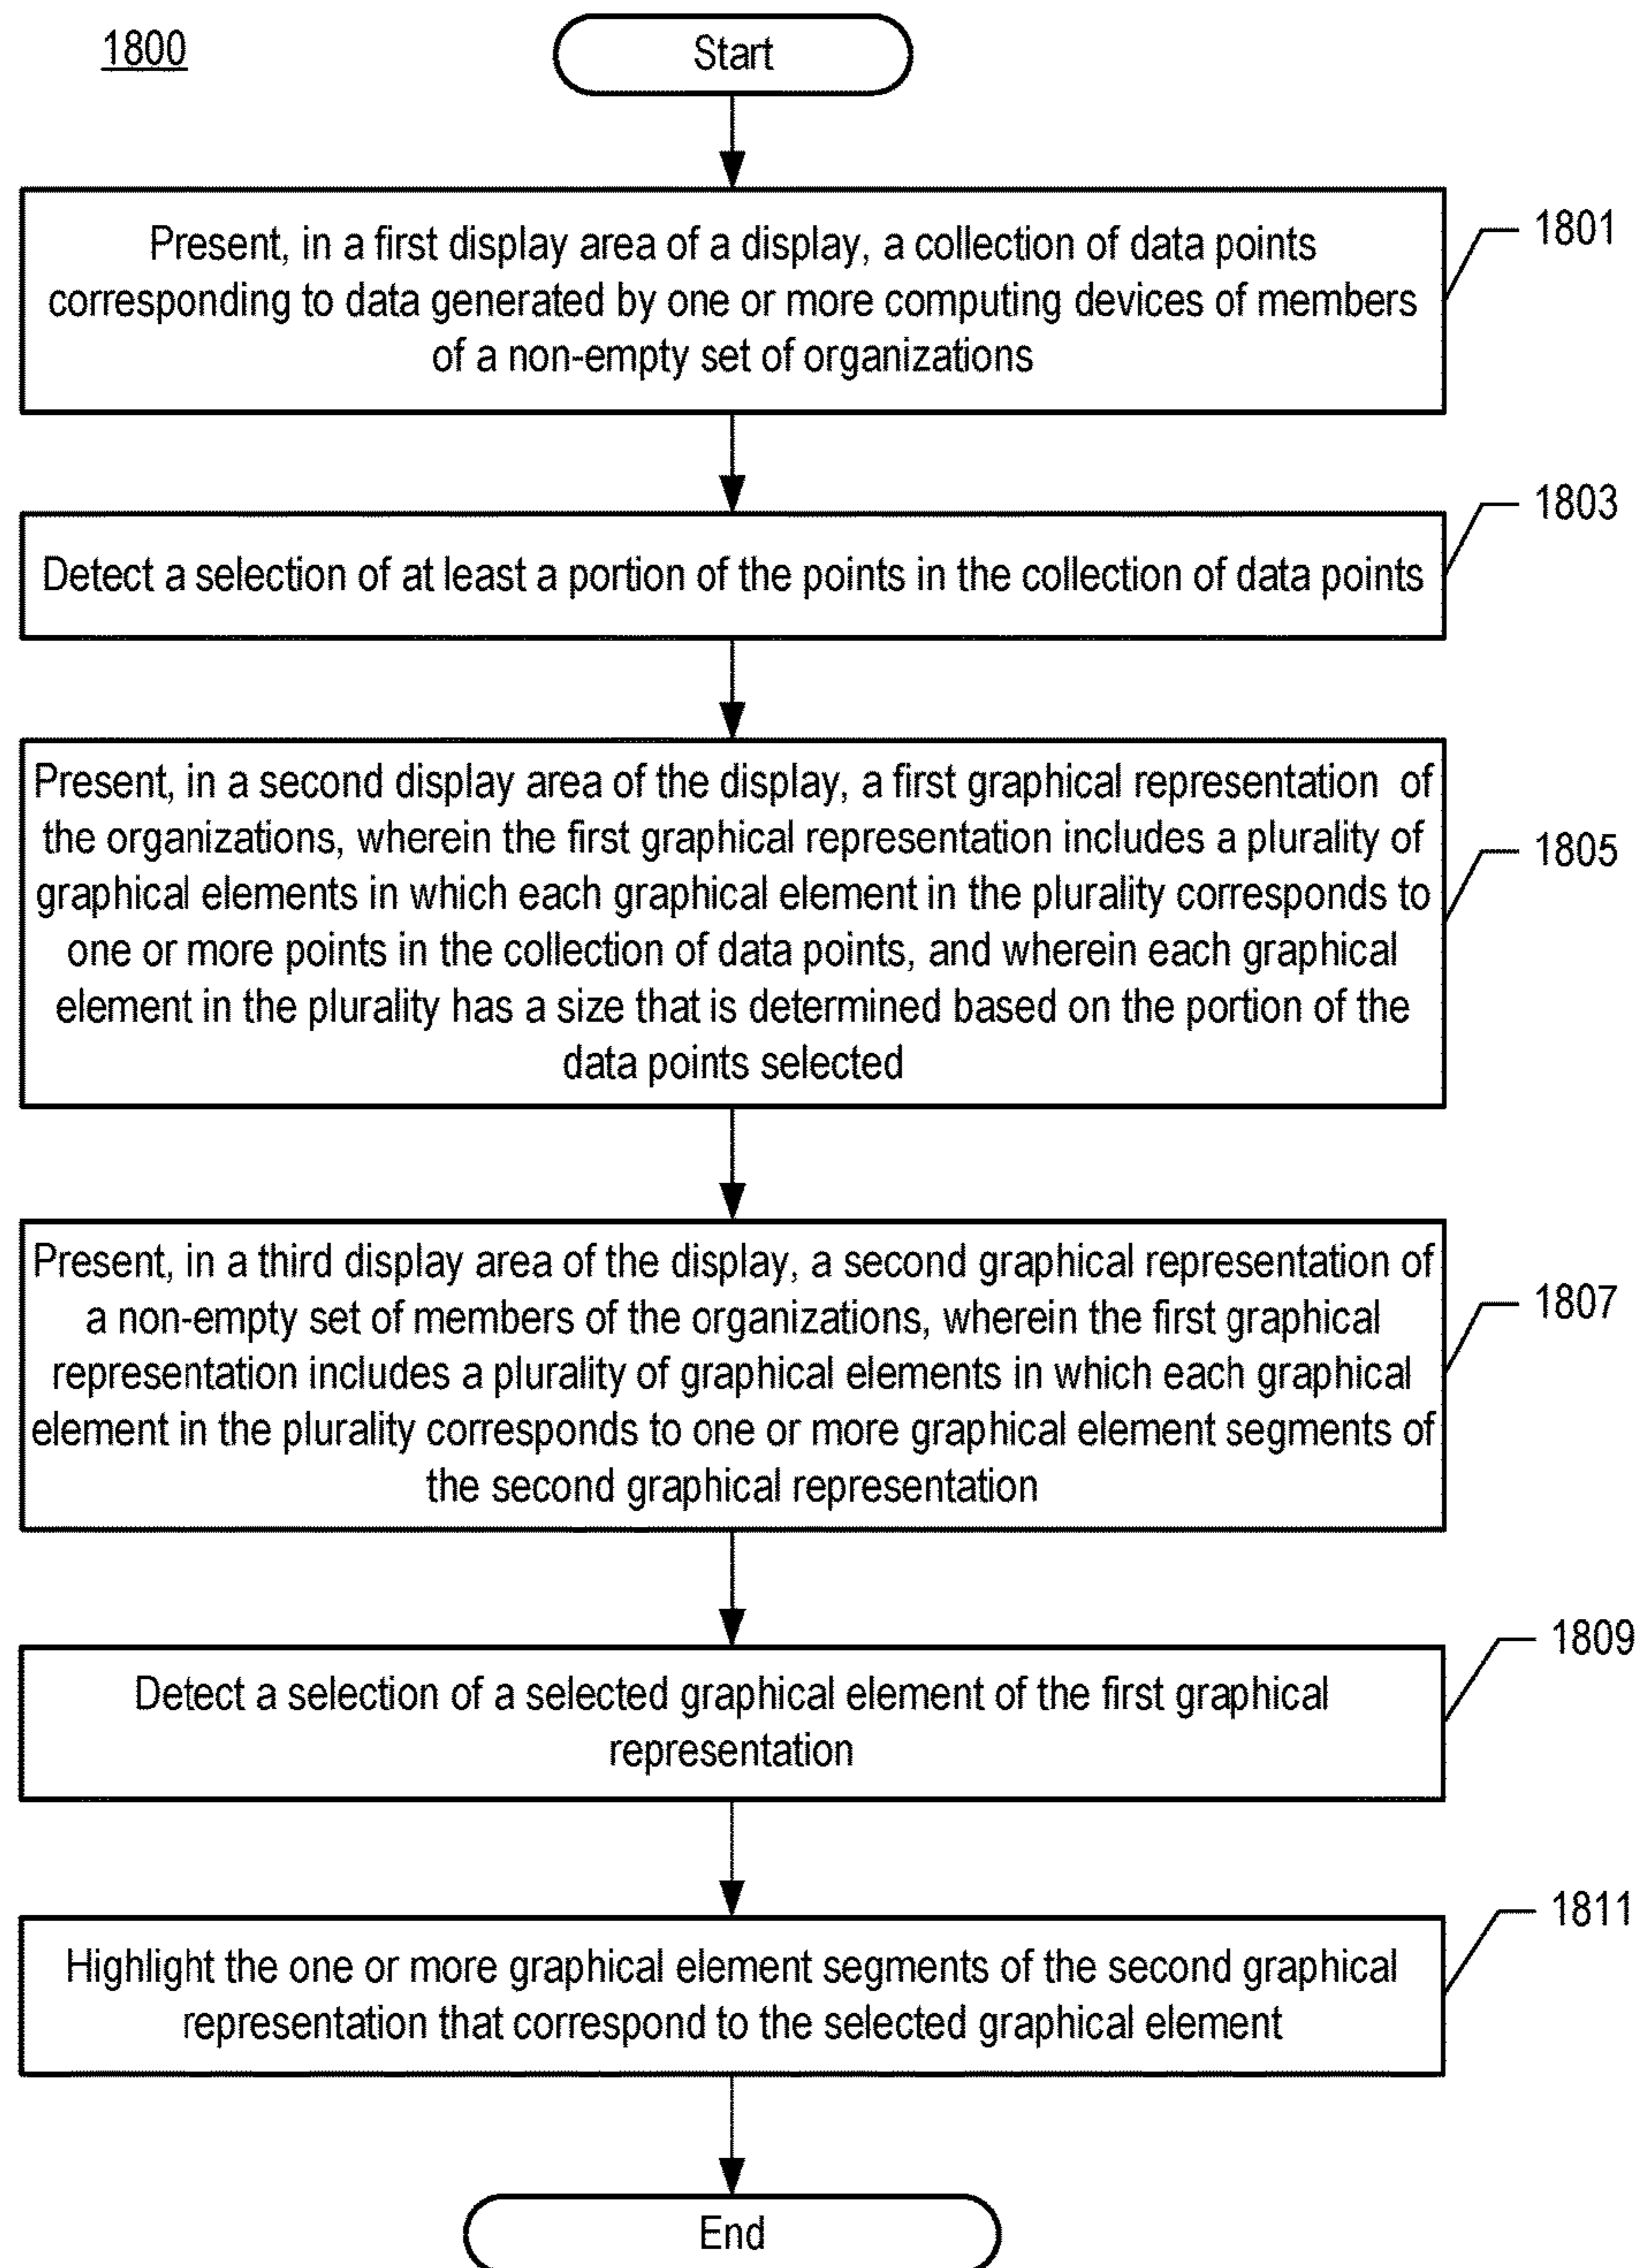 1800
Start
Present, in a first display area of a display, a collection of data points
corresponding to data generated by one or more computing devices of members
of a non-empty set of organizations
1801
Detect a selection of at least a portion of the points in the collection of data points
1803
Present, in a second display area of the display, a first graphical representation of
the organizations, wherein the first graphical representation includes a plurality of
graphical elements in which each graphical element in the plurality corresponds to
one or more points in the collection of data points, and wherein each graphical
element in the plurality has a size that is determined based on the portion of the
data points selected
1805
Present, in a third display area of the display, a second graphical representation of
a non-empty set of members of the organizations, wherein the first graphical
representation includes a plurality of graphical elements in which each graphical
element in the plurality corresponds to one or more graphical element segments of
the second graphical representation
1807
Detect a selection of a selected graphical element of the first graphical
representation
1809
Highlight the one or more graphical element segments of the second graphical
representation that correspond to the selected graphical element
1811
End